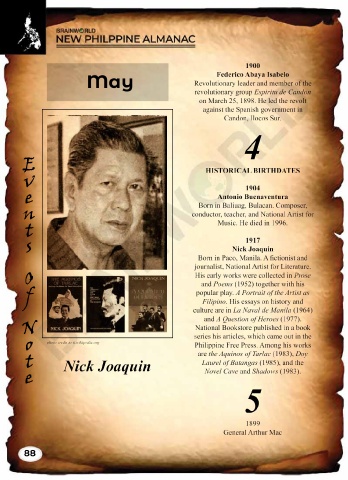 BRAINWORLD
NEW PHILPPINE ALMANAC
May
Events of Note
NICK JOAQUIN
NICK JOAQUIN
Nick Joaquin
88
1900
Federico Abaya Isabelo
Revolutionary leader and member of the
revolutionary group Espiritu de Candon
on March 25, 1898. He led the revolt
against the Spanish government in
Candon, Ilocos Sur.
4
HISTORICAL BIRTHDATES
1904
Antonio Buenaventura
Born in Baliuag, Bulacan. Composer,
conductor, teacher, and National Artist for
Music. He died in 1996.
1917
Nick Joaquin
Born in Paco, Manila. A fictionist and
journalist, National Artist for Literature.
His early works were collected in Prose
and Poems (1952) together with his
popular play. A Portrait of the Artist as
Filipino. His essays on history and
culture are in La Naval de Manila (1964)
and A Question of Heroes (1977).
National Bookstore published in a book
series his articles, which came out in the
Philippine Free Press. Among his works
are the Aquinos of Tarlac (1983), Doy
Laurel of Batangas (1985), and the
Novel Cave and Shadows (1983).
5
1899
General Arthur Mac